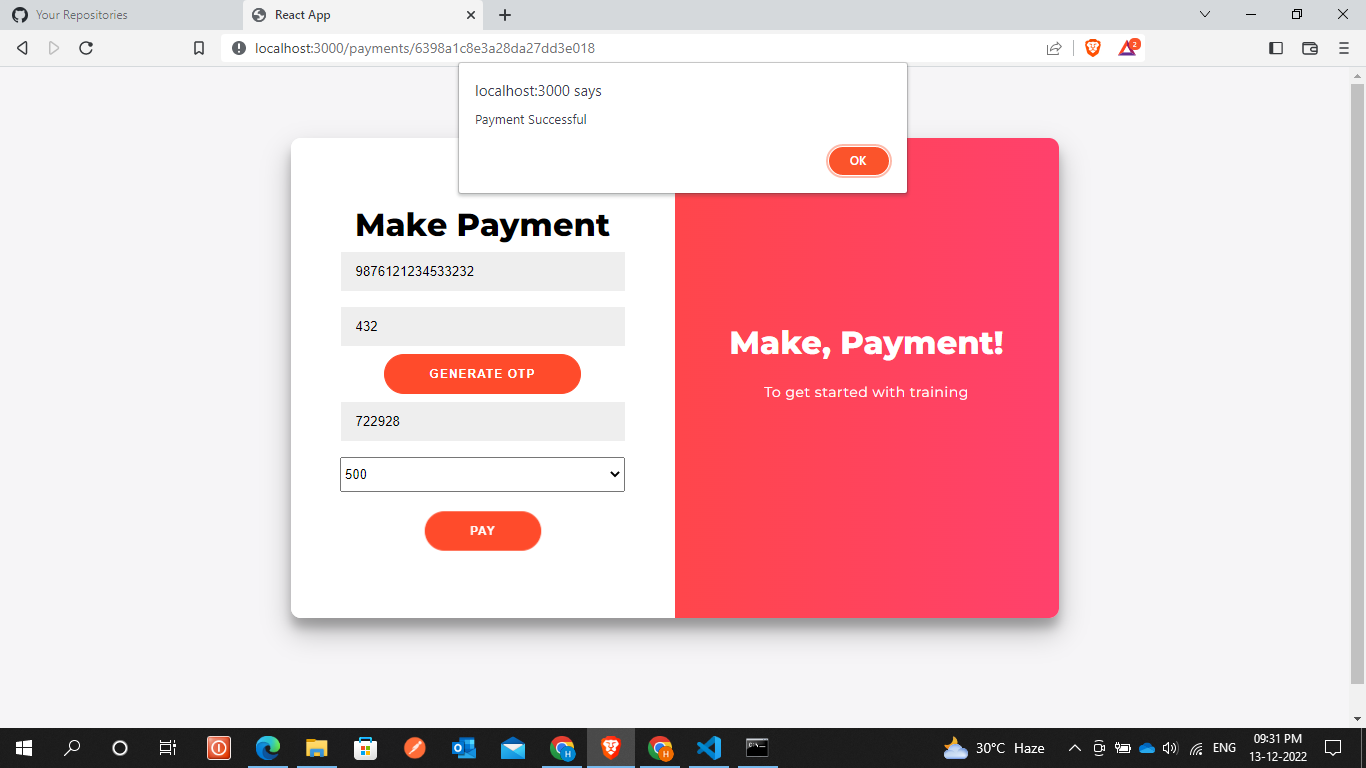 Your Repositories
React App
localhost:3000/payments/6398a1c8e3a28da27dd3e018
2
localhost:3000 says
Payment Successful
OK
Make Payment
9876121234533232
432
GENERATE OTP
722928
500
PAY
Make, Payment!
To get started with training
30°C Haze
ENG
09:31 PM
13-12-2022